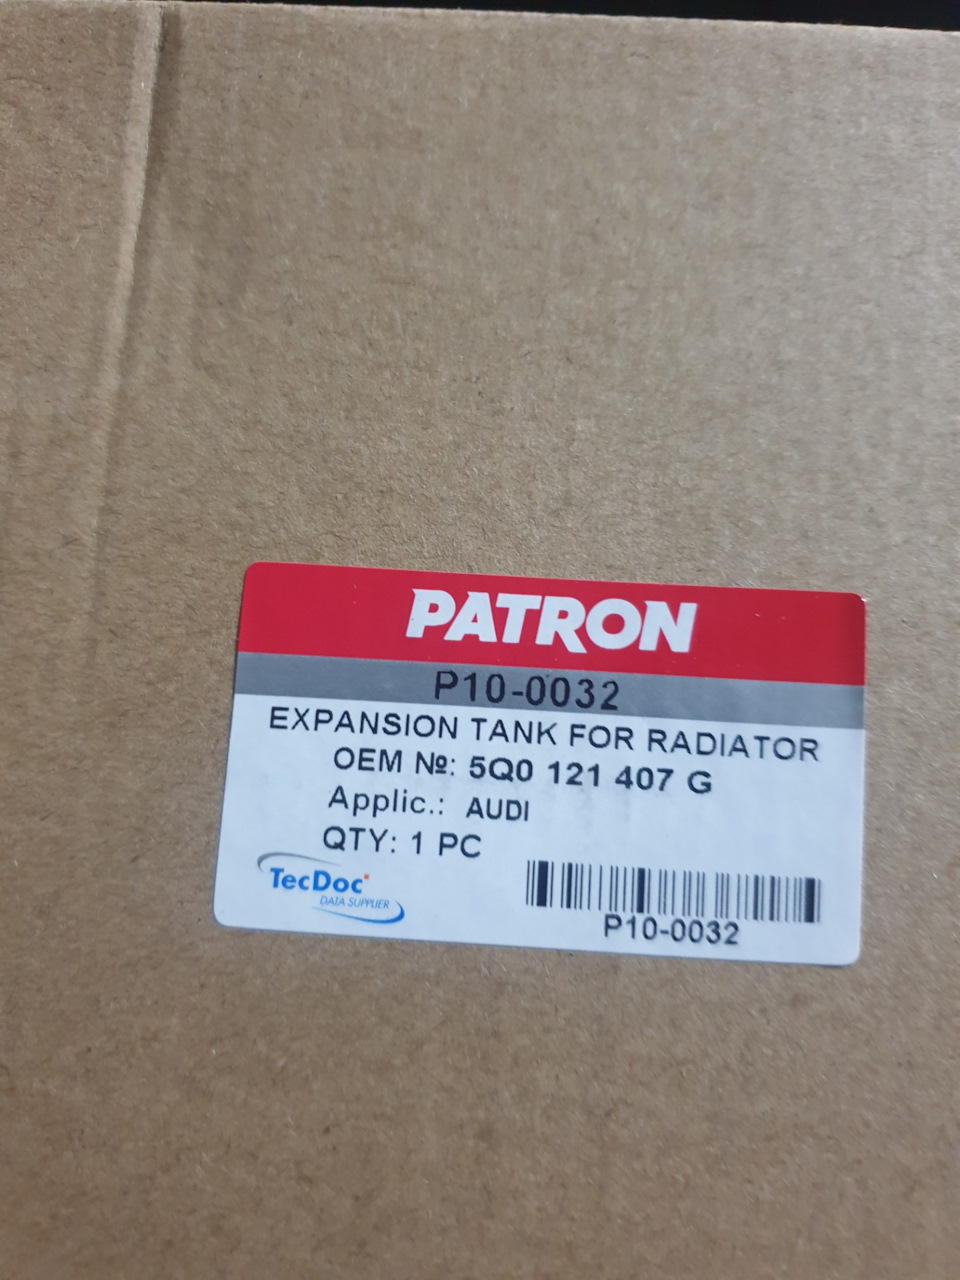 PATRON
P10-0032
EXPANSION TANK FOR RADIATOR
OEM №: 5Q0 121 407 G
Applic.: AUDI
QTY: 1 PC
TecDoc
DATA SUPPLIER
P10-0032